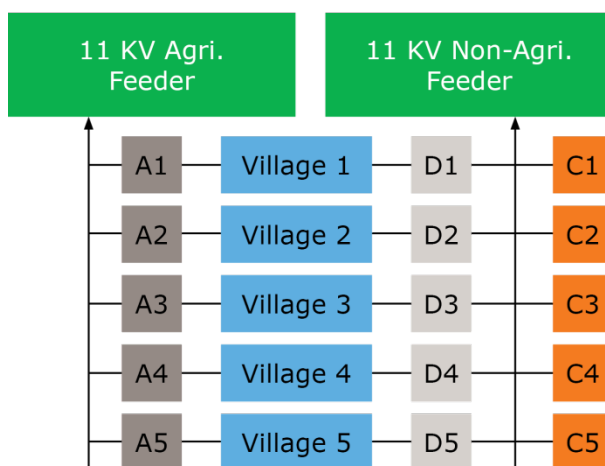 11 KV Agri.
Feeder
11 KV Non-Agri.
Feeder
A1 Village 1 D1 C1
A2 Village 2 D2 C2
A3 Village 3 D3 C3
A4 Village 4 D4 C4
A5 Village 5 D5 C5